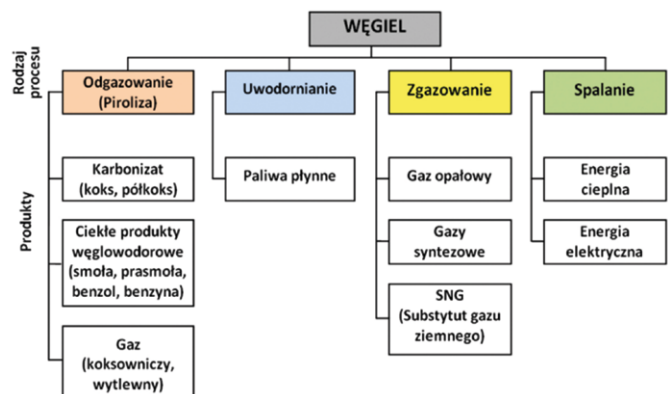 WĘGIEL
Rodzaj
procesu
Odgazowanie
(Piroliza)
Uwodornianie
Zgazowanie
Spalanie
Produkty
Karbonizat
(koks, półkoks)
Ciekłe produkty
węglowodorowe
(smoła, prasmoła,
benzol, benzyna)
Gaz
(koksowniczy,
wytlewny)
Paliwa płynne
Gaz opałowy
Gazy
syntezowe
SNG
(Substytut gazu
ziemnego)
Energia
cieplna
Energia
elektryczna